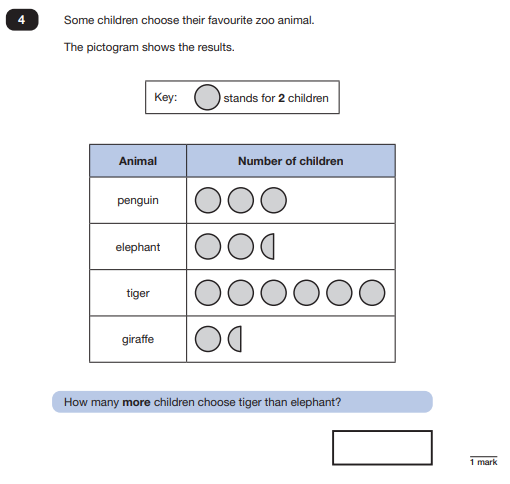 4
Some children choose their favourite zoo animal.
The pictogram shows the results.
Key: stands for 2 children
Animal Number of children
penguin
elephant
tiger
giraffe
How many more children choose tiger than elephant?
1 mark